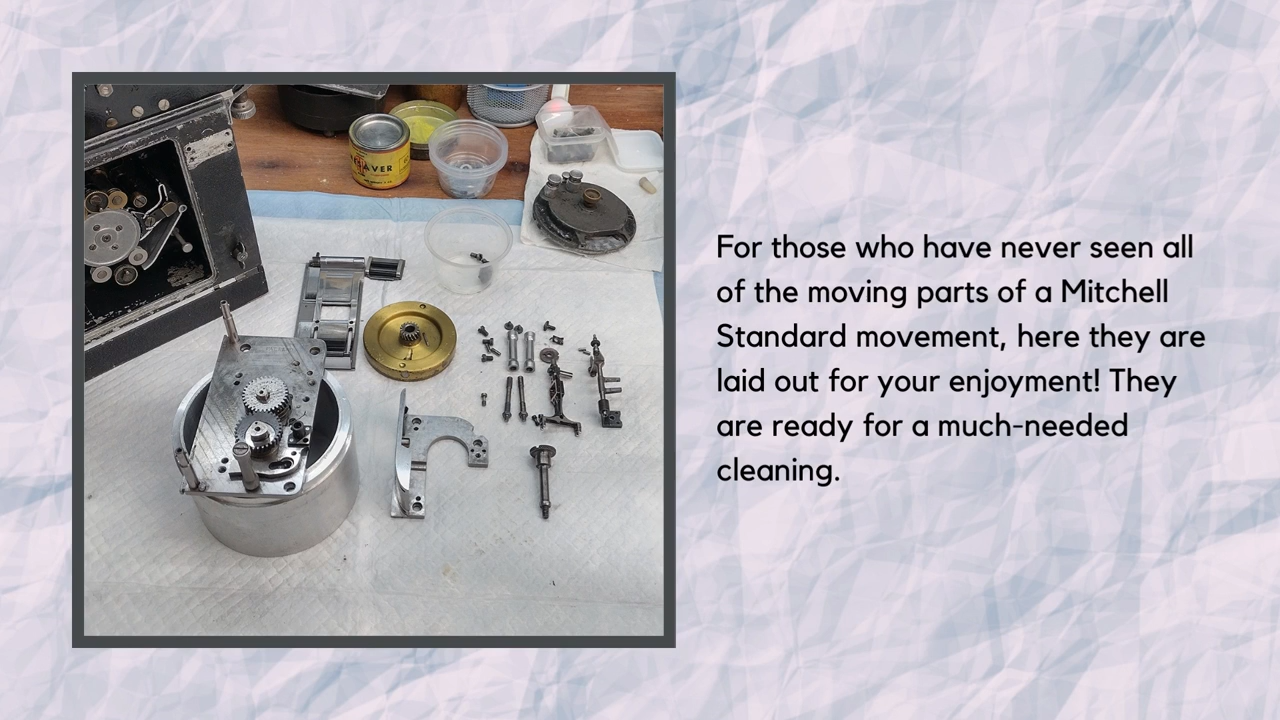 For those who have never seen all
of the moving parts of a Mitchell
Standard movement, here they are
laid out for your enjoyment! They
are ready for a much-needed
cleaning.